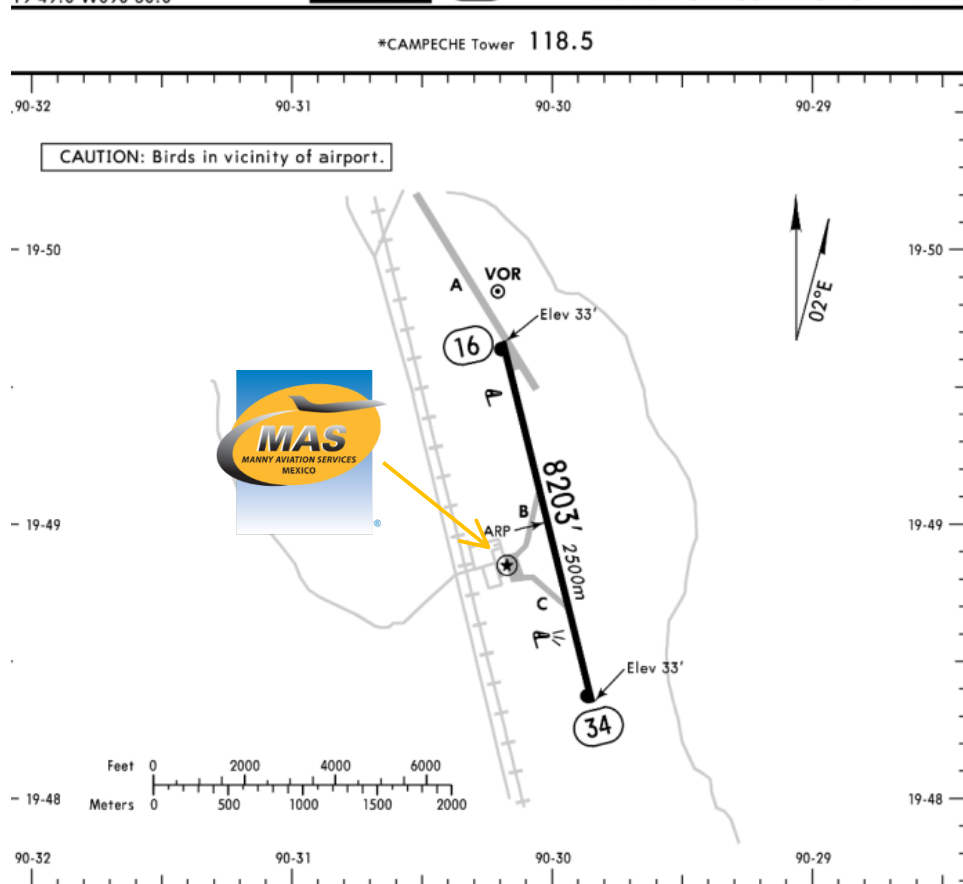 *CAMPECHE Tower 118.5
90-32 90-31 90-30 90-29
CAUTION: Birds in vicinity of airport.
19-50 19-50
VOR
A
02°E
Elev 33'
16
MAS
MANNY AVIATION SERVICES
MEXICO
®
8203'
2500m
19-49 19-49
B
ARP
C
Elev 33'
34
Feet 0 2000 4000 6000
Meters 0 500 1000 1500 2000
19-48 19-48
90-32 90-31 90-30 90-29